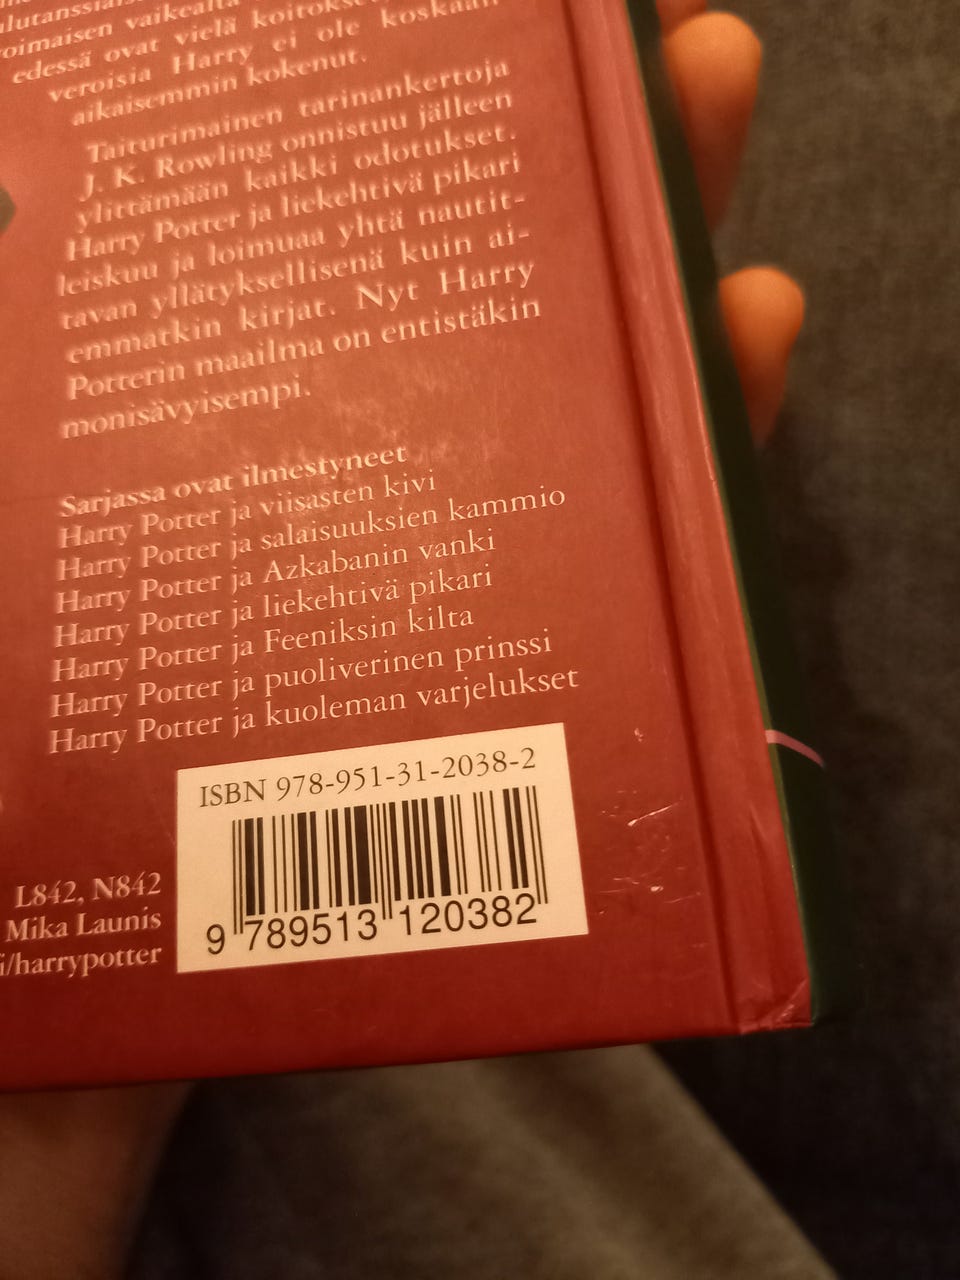 alutanssiais
voimaisen vaikealta
edessä ovat vielä koitokset
veroisia Harry ei ole koskaan
aikaisemmin kokenut.
Taiturimainen tarinankertoja
J. K. Rowling onnistuu jälleen
ylittämään kaikki odotukset.
Harry Potter ja liekehtivä pikari
leiskuu ja loimuaa yhtä nautit-
tavan yllätyksellisenä kuin ai-
emmatkin kirjat. Nyt Harry
Potterin maailma on entistäkin
monisävyisempi.
Sarjassa ovat ilmestyneet
Harry Potter ja viisasten kivi
Harry Potter ja salaisuuksien kammio
Harry Potter ja Azkabanin vanki
Harry Potter ja liekehtivä pikari
Harry Potter ja Feeniksin kilta
Harry Potter ja puoliverinen prinssi
Harry Potter ja kuoleman varjelukset
ISBN 978-951-31-2038-2
9 789513 120382
L842, N842
Mika Launis
i/harrypotter